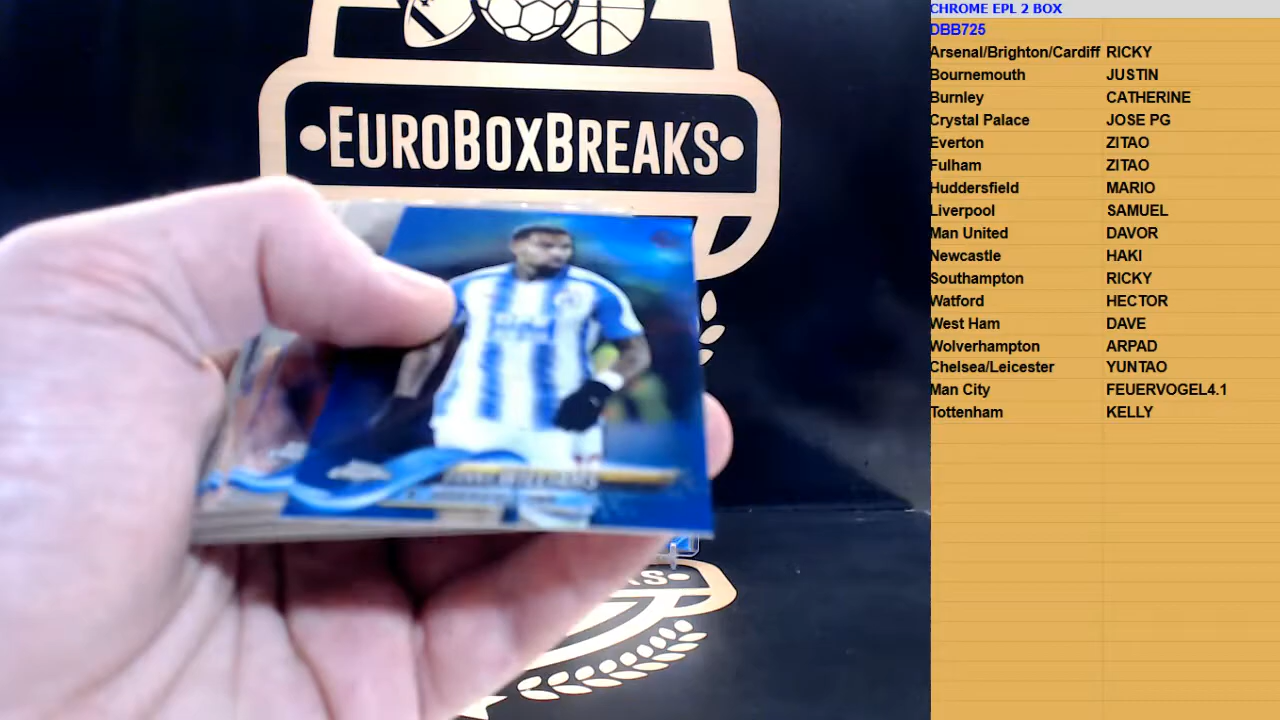 EUROBOXBREAKS
CHROME EPL 2 BOX
DBB725
Arsenal/Brighton/Cardiff RICKY
Bournemouth JUSTIN
Burnley CATHERINE
Crystal Palace JOSE PG
Everton ZITAO
Fulham ZITAO
Huddersfield MARIO
Liverpool SAMUEL
Man United DAVOR
Newcastle HAKI
Southampton RICKY
Watford HECTOR
West Ham DAVE
Wolverhampton ARPAD
Chelsea/Leicester YUNTAO
Man City FEUERVOGEL4.1
Tottenham KELLY